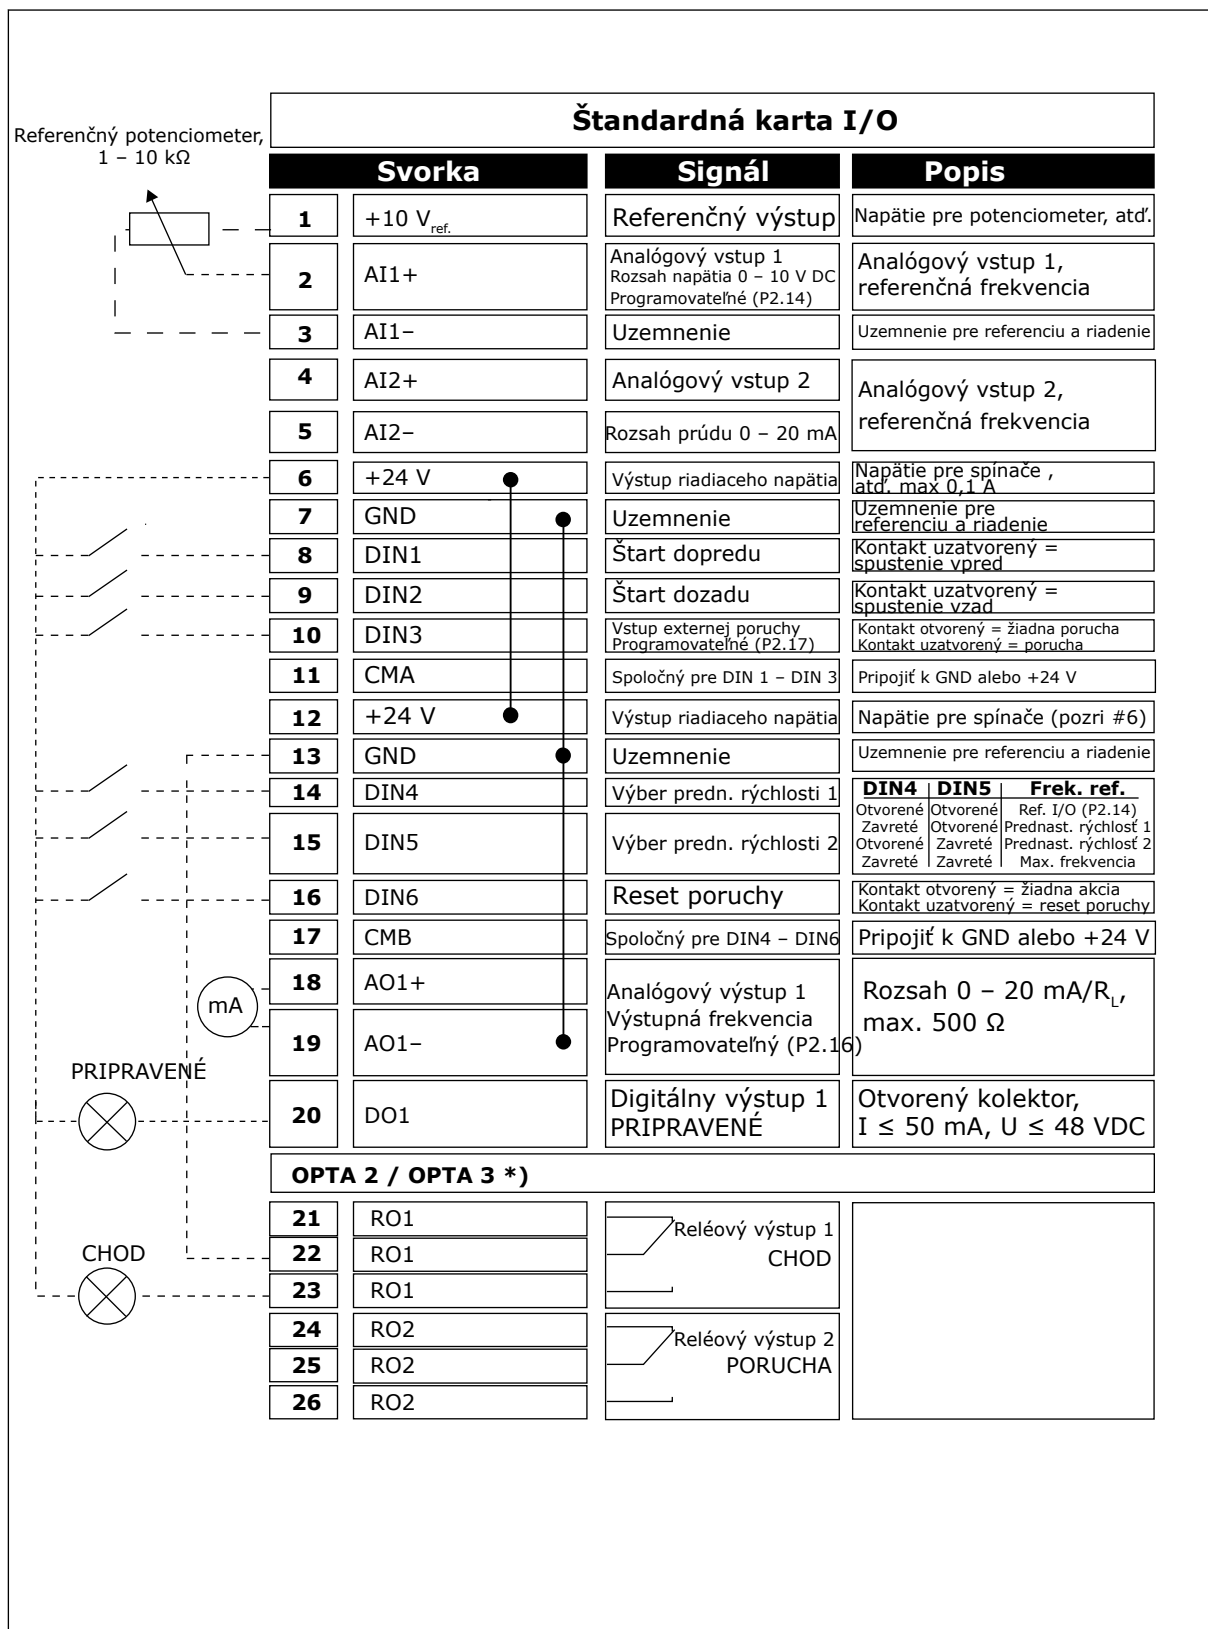 Štandardná karta I/O
Referenčný potenciometer,
1 – 10 kΩ
Svorka Signál Popis
1 +10 Vref. Referenčný výstup Napätie pre potenciometer, atď.
2 AI1+ Analógový vstup 1
Rozsah napätia 0 – 10 V DC
Programovateľné (P2.14)
Analógový vstup 1,
referenčná frekvencia
3 AI1– Uzemnenie Uzemnenie pre referenciu a riadenie
4 AI2+ Analógový vstup 2
5 AI2– Rozsah prúdu 0 – 20 mA
Analógový vstup 2,
referenčná frekvencia
6 +24 V Výstup riadiaceho napätia Napätie pre spínače ,
atď. max 0,1 A
7 GND Uzemnenie Uzemnenie pre
referenciu a riadenie
8 DIN1 Štart dopredu Kontakt uzatvorený =
spustenie vpred
9 DIN2 Štart dozadu Kontakt uzatvorený =
spustenie vzad
10 DIN3 Vstup externej poruchy
Programovateľné (P2.17)
Kontakt otvorený = žiadna porucha
Kontakt uzatvorený = porucha
11 CMA Spoločný pre DIN 1 – DIN 3 Pripojiť k GND alebo +24 V
12 +24 V Výstup riadiaceho napätia Napätie pre spínače (pozri #6)
13 GND Uzemnenie Uzemnenie pre referenciu a riadenie
14 DIN4 Výber predn. rýchlosti 1
15 DIN5 Výber predn. rýchlosti 2
DIN4 DIN5 Frek. ref.
Otvorené Otvorené Ref. I/O (P2.14)
Zavreté Otvorené Prednast. rýchlosť 1
Otvorené Zavreté Prednast. rýchlosť 2
Zavreté Zavreté Max. frekvencia
16 DIN6 Reset poruchy Kontakt otvorený = žiadna akcia
Kontakt uzatvorený = reset poruchy
17 CMB Spoločný pre DIN4 – DIN6 Pripojiť k GND alebo +24 V
mA
18 AO1+
19 AO1–
Analógový výstup 1
Výstupná frekvencia
Programovateľný (P2.16)
Rozsah 0 – 20 mA/RL,
max. 500 Ω
PRIPRAVENÉ
20 DO1 Digitálny výstup 1
PRIPRAVENÉ
Otvorený kolektor,
I ≤ 50 mA, U ≤ 48 VDC
OPTA 2 / OPTA 3 *)
21 RO1
22 RO1
23 RO1
Reléový výstup 1
CHOD
CHOD
24 RO2
25 RO2
26 RO2
Reléový výstup 2
PORUCHA